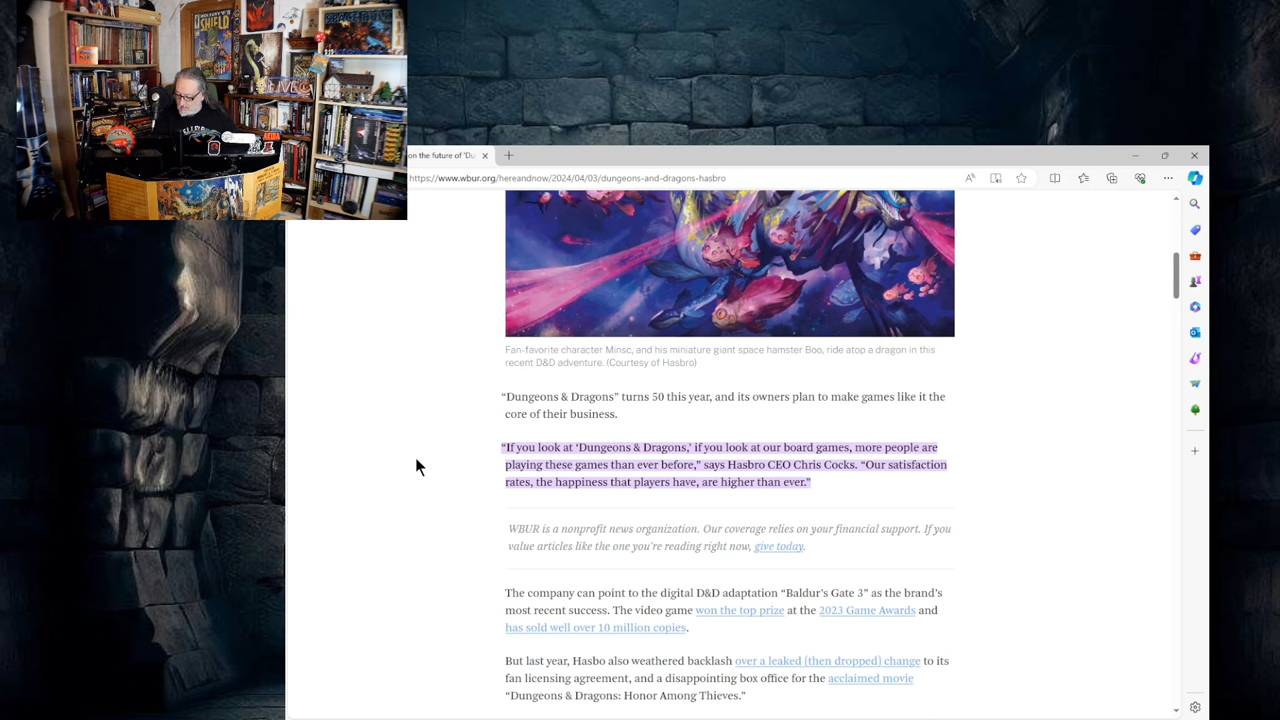 SHIELD
LIVE
on the future of 'Du
https://www.wbur.org/hereandnow/2024/04/03/dungeons-and-dragons-hasbro
Fan-favorite character Minsc, and his miniature giant space hamster Boo, ride atop a dragon in this
recent D&D adventure. (Courtesy of Hasbro)
“Dungeons & Dragons” turns 50 this year, and its owners plan to make games like it the
core of their business.
“If you look at ‘Dungeons & Dragons,’ if you look at our board games, more people are
playing these games than ever before,” says Hasbro CEO Chris Cocks. “Our satisfaction
rates, the happiness that players have, are higher than ever.”
WBUR is a nonprofit news organization. Our coverage relies on your financial support. If you
value articles like the one you're reading right now, give today.
The company can point to the digital D&D adaptation “Baldur’s Gate 3” as the brand’s
most recent success. The video game won the top prize at the 2023 Game Awards and
has sold well over 10 million copies.
But last year, Hasbo also weathered backlash over a leaked (then dropped) change to its
fan licensing agreement, and a disappointing box office for the acclaimed movie
“Dungeons & Dragons: Honor Among Thieves.”